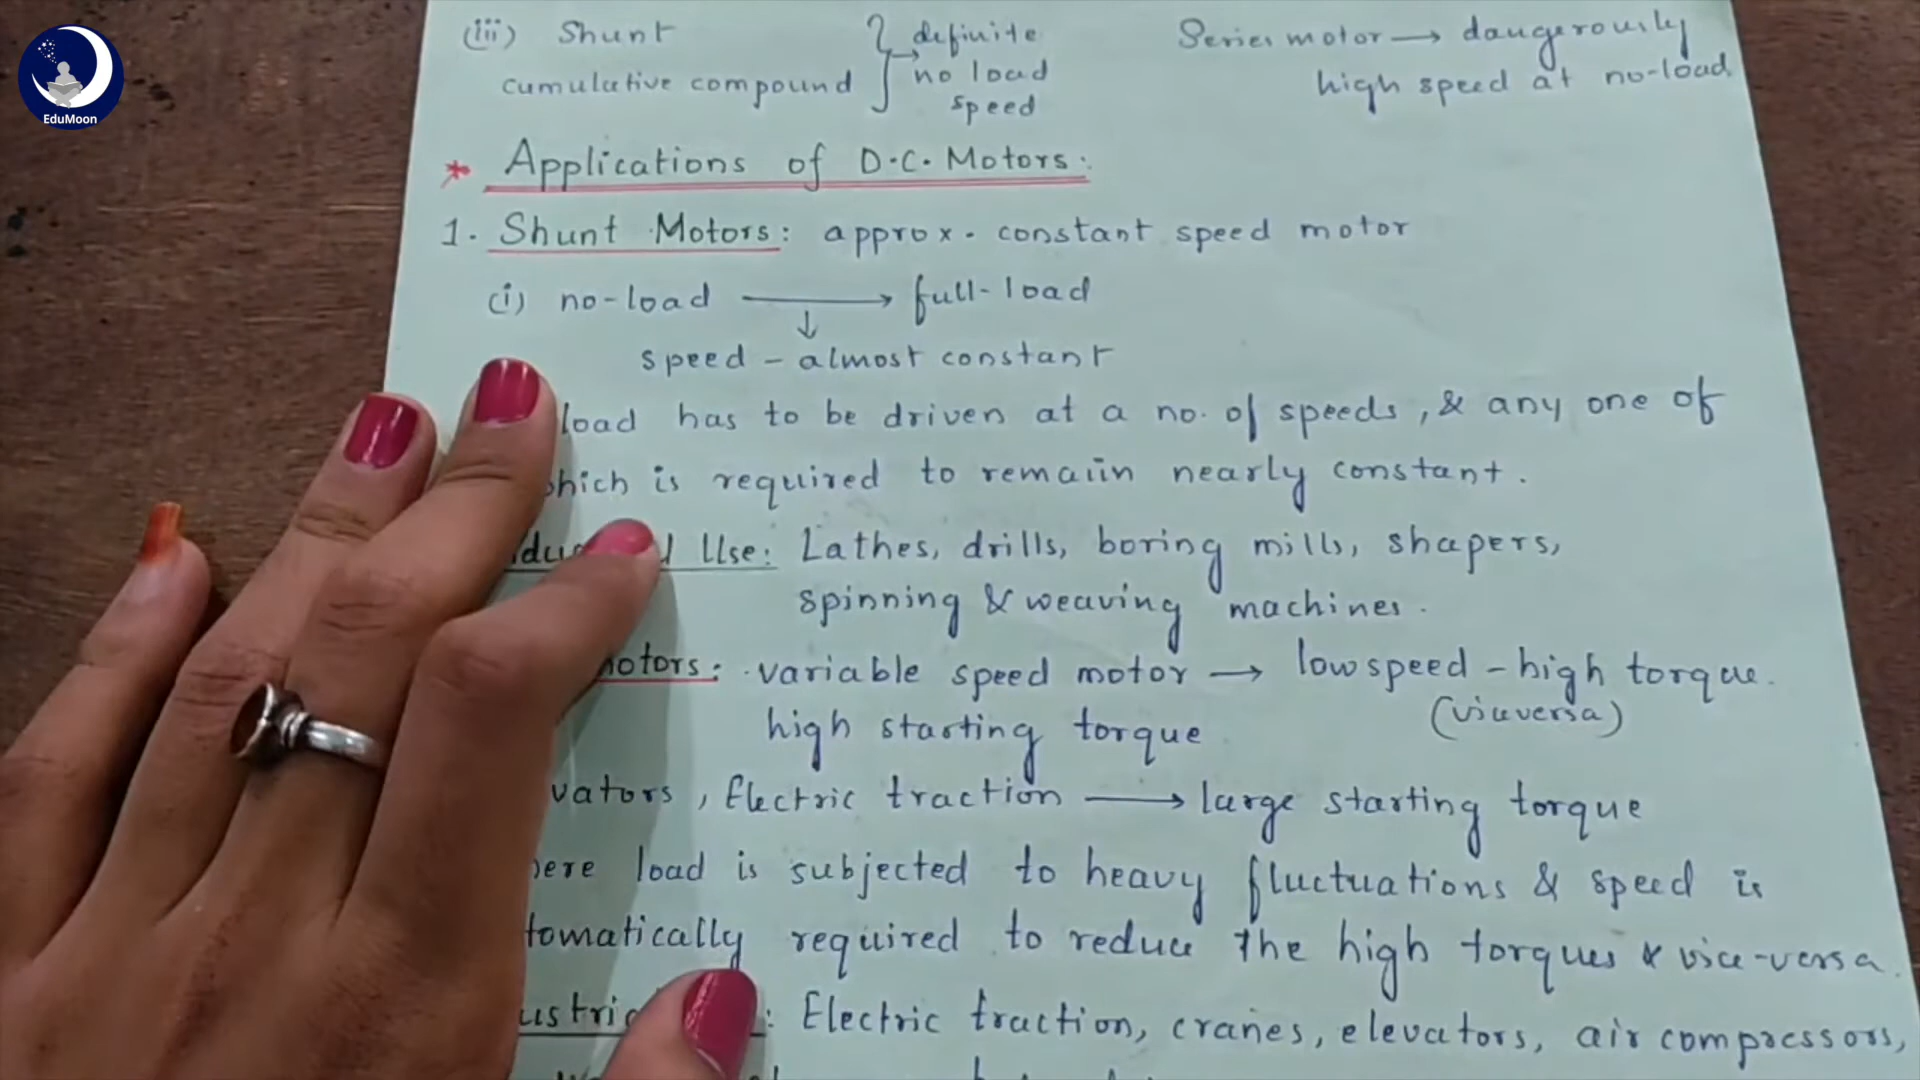 EduMoon
(iii) Shunt
cumulative compound } → definite no load speed
Series motor → dangerously
high speed at no-load
* Applications of D.C. Motors:
1. Shunt Motors: approx. constant speed motor
(i) no-load → full-load
↓
speed - almost constant
load has to be driven at a no. of speeds, & any one of
which is required to remain nearly constant.
Use: Lathes, drills, boring mills, shapers,
spinning & weaving machines.
Motors: variable speed motor → low speed - high torque.
(viceversa)
high starting torque
vators, Electric traction → large starting torque
ere load is subjected to heavy fluctuations & speed is
tomatically required to reduce the high torques & vice-versa.
ustri : Electric traction, cranes, elevators, air compressors,